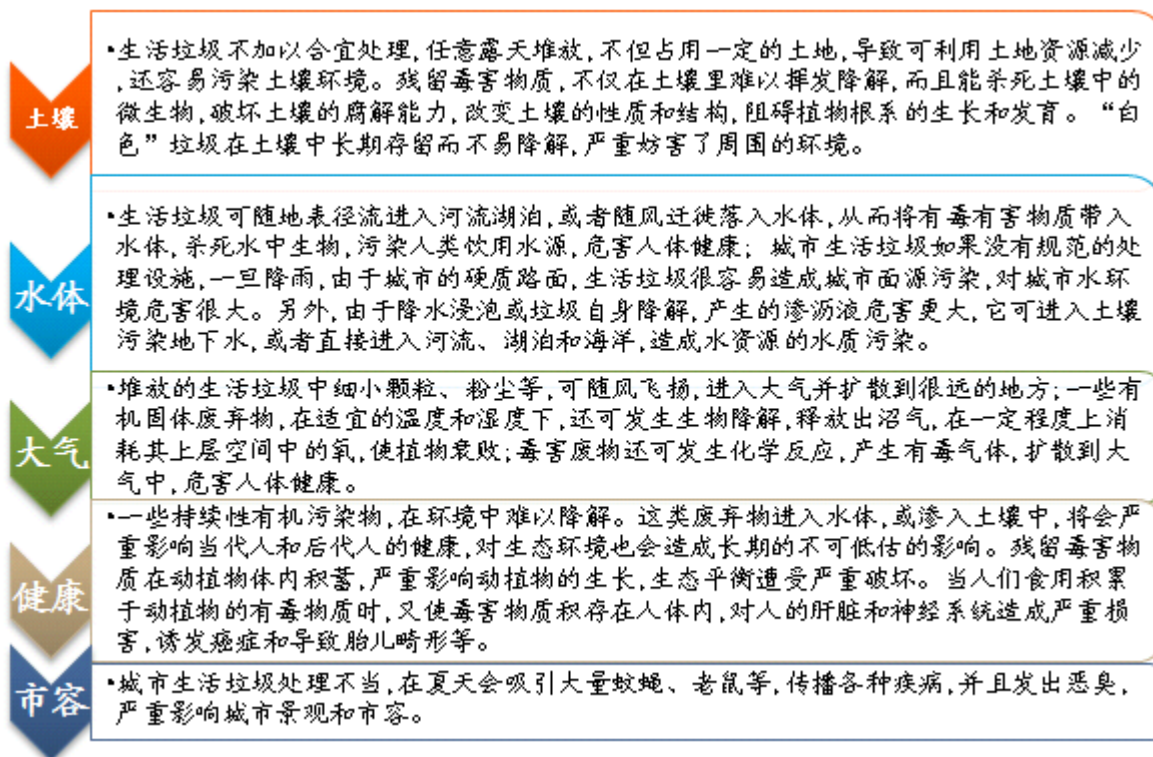 土壤
•生活垃圾不加以合宜处理,任意露天堆放,不但占用一定的土地,导致可利用土地资源减少
,还容易污染土壤环境。残留毒害物质,不仅在土壤里难以挥发降解,而且能杀死土壤中的
微生物,破坏土壤的腐解能力,改变土壤的性质和结构,阻碍植物根系的生长和发育。“白
色”垃圾在土壤中长期存留而不易降解,严重妨害了周围的环境。
水体
•生活垃圾可随地表径流进入河流湖泊,或者随风迁徙落入水体,从而将有毒有害物质带入
水体,杀死水中生物,污染人类饮用水源,危害人体健康;城市生活垃圾如果没有规范的处
理设施,一旦降雨,由于城市的硬质路面,生活垃圾很容易造成城市面源污染,对城市水环
境危害很大。另外,由于降水浸泡或垃圾自身降解,产生的渗沥液危害更大,它可进入土壤
污染地下水,或者直接进入河流、湖泊和海洋,造成水资源的水质污染。
大气
•堆放的生活垃圾中细小颗粒、粉尘等,可随风飞扬,进入大气并扩散到很远的地方;一些有
机固体废弃物,在适宜的温度和湿度下,还可发生生物降解,释放出沼气,在一定程度上消
耗其上层空间中的氧,使植物衰败;毒害废物还可发生化学反应,产生有毒气体,扩散到大
气中,危害人体健康。
健康
•一些持续性有机污染物,在环境中难以降解。这类废弃物进入水体,或渗入土壤中,将会严
重影响当代人和后代人的健康,对生态环境也会造成长期的不可低估的影响。残留毒害物
质在动植物体内积蓄,严重影响动植物的生长,生态平衡遭受严重破坏。当人们食用积累
于动植物的有毒物质时,又使毒害物质积存在人体内,对人的肝脏和神经系统造成严重损
害,诱发癌症和导致胎儿畸形等。
市容
•城市生活垃圾处理不当,在夏天会吸引大量蚊蝇、老鼠等,传播各种疾病,并且发出恶臭,
严重影响城市景观和市容。